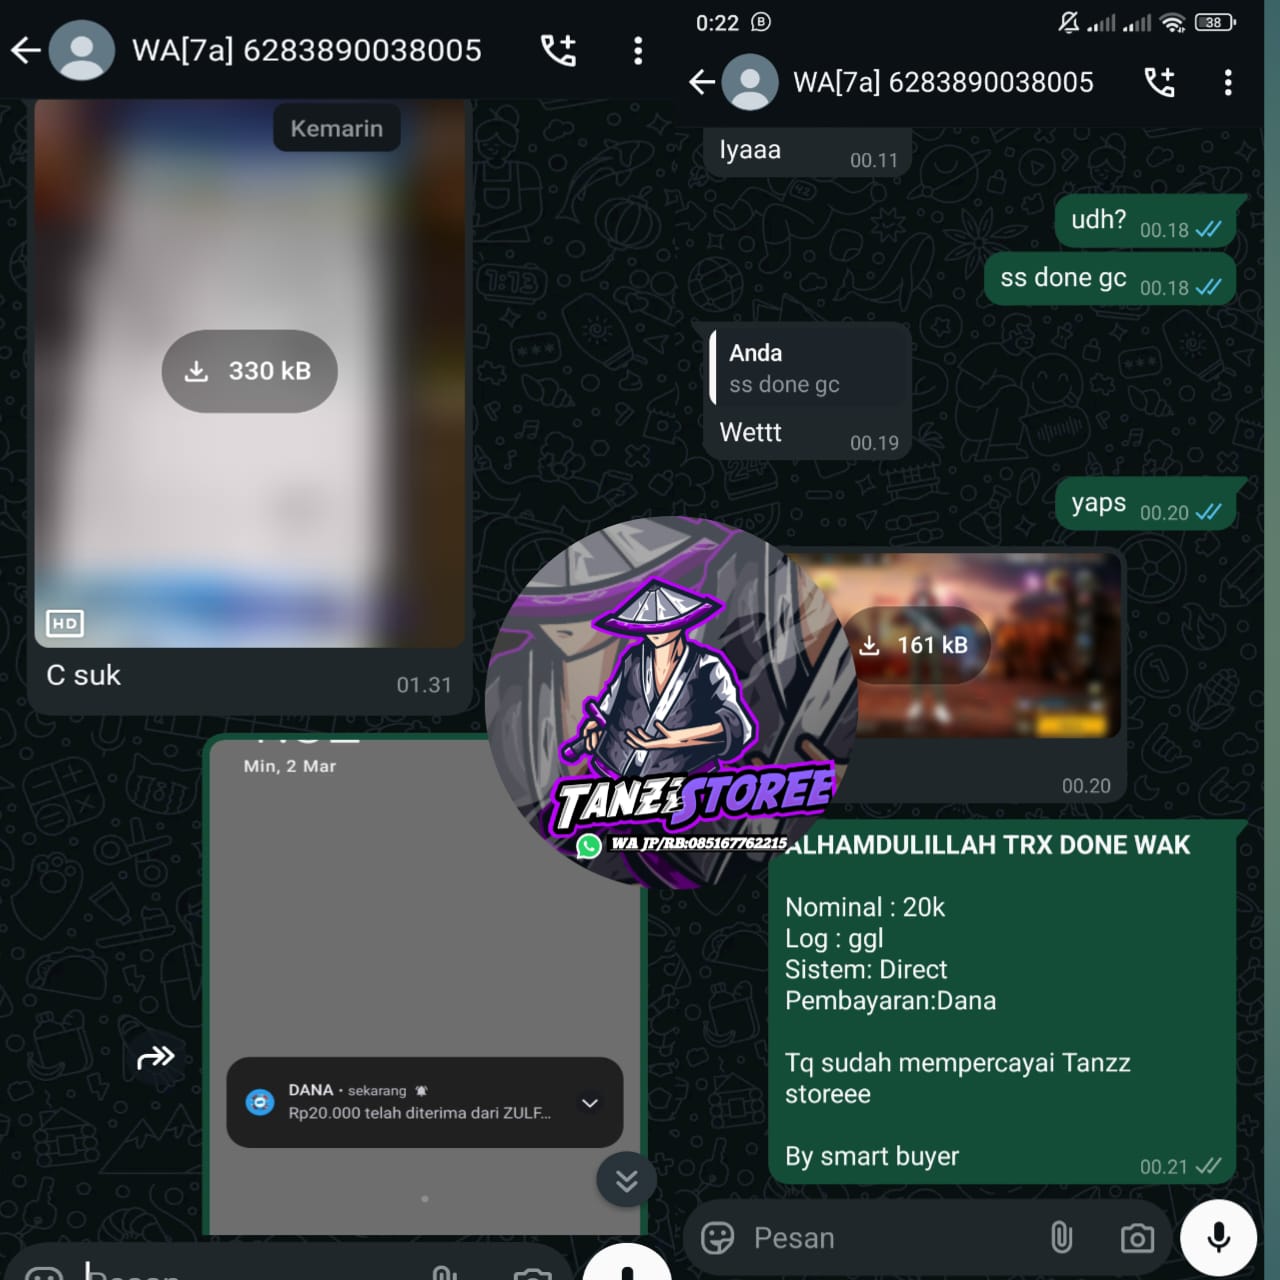 WA[7a] 6283890038005
Kemarin
330 kB
HD
C suk
01.31
Min, 2 Mar
DANA • sekarang
Rp20.000 telah diterima dari ZULF...
0:22
38
WA[7a] 6283890038005
Iyaaa
00.11
udh?
00.18
ss done gc
00.18
Anda
ss done gc
Wettt
00.19
yaps
00.20
161 kB
00.20
TANZZSTOREE
WA JP/RB:085167762215
ALHAMDULILLAH TRX DONE WAK
Nominal : 20k
Log : ggl
Sistem: Direct
Pembayaran:Dana
Tq sudah mempercayai Tanzz
storeee
By smart buyer
00.21
Pesan